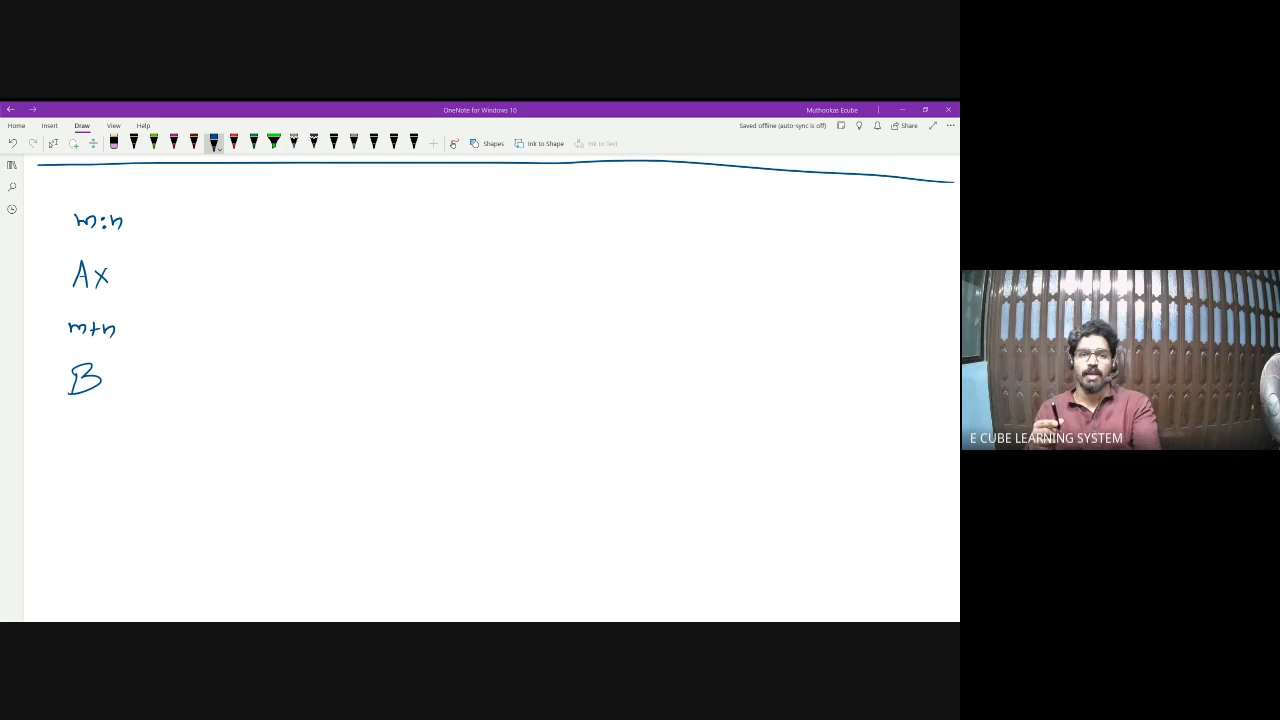 OneNote for Windows 10
Muthookas Ecube
Home Insert Draw View Help
Saved offline (auto-sync is off) Share
Shapes Ink to Shape Ink to Text
m:n
Ax
m+n
B
E CUBE LEARNING SYSTEM